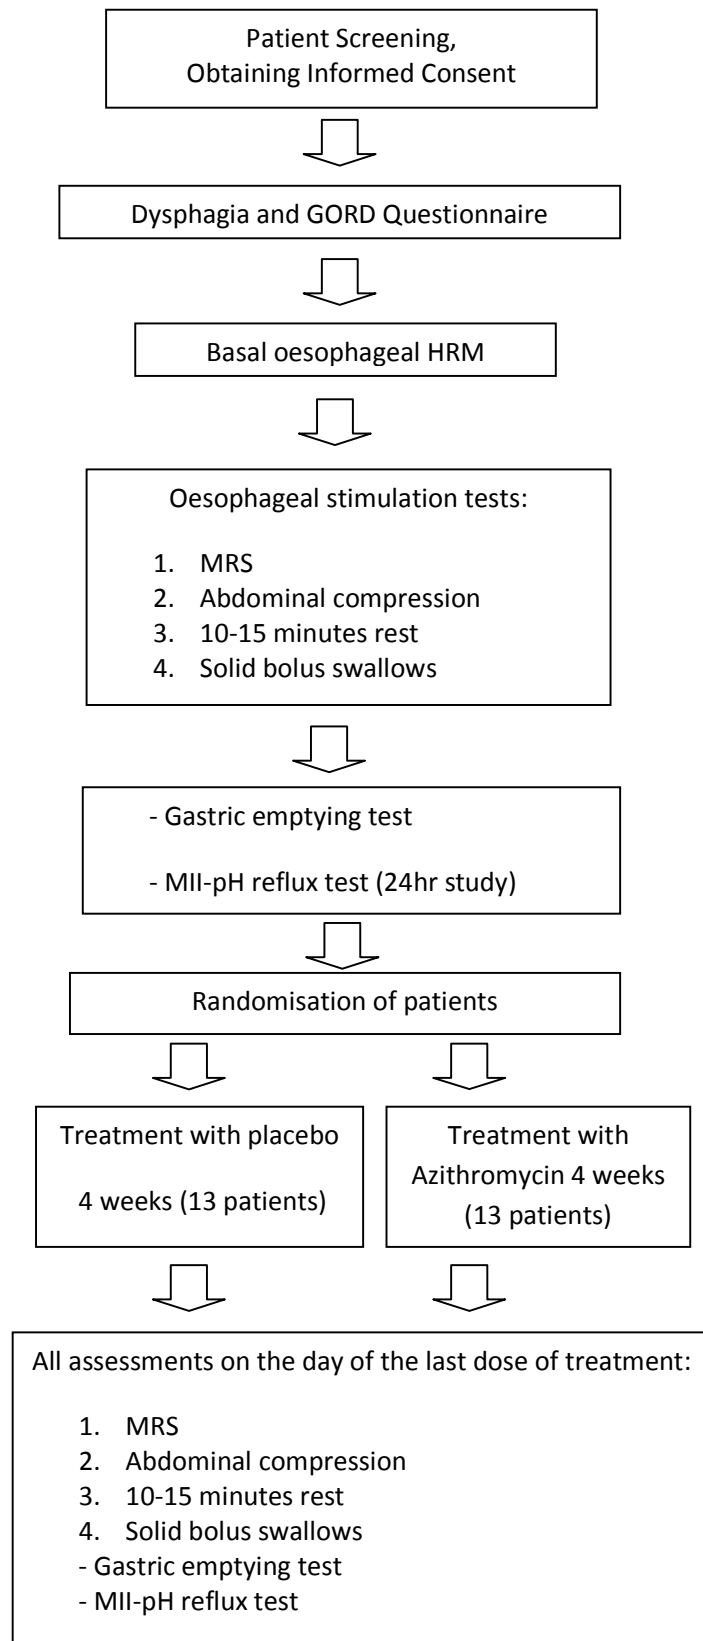 Patient Screening,
Obtaining Informed Consent
Dysphagia and GORD Questionnaire
Basal oesophageal HRM
Oesophageal stimulation tests:
1. MRS
2. Abdominal compression
3. 10-15 minutes rest
4. Solid bolus swallows
- Gastric emptying test
- MII-pH reflux test (24hr study)
Randomisation of patients
Treatment with placebo
4 weeks (13 patients)
Treatment with
Azithromycin 4 weeks
(13 patients)
All assessments on the day of the last dose of treatment:
1. MRS
2. Abdominal compression
3. 10-15 minutes rest
4. Solid bolus swallows
- Gastric emptying test
- MII-pH reflux test